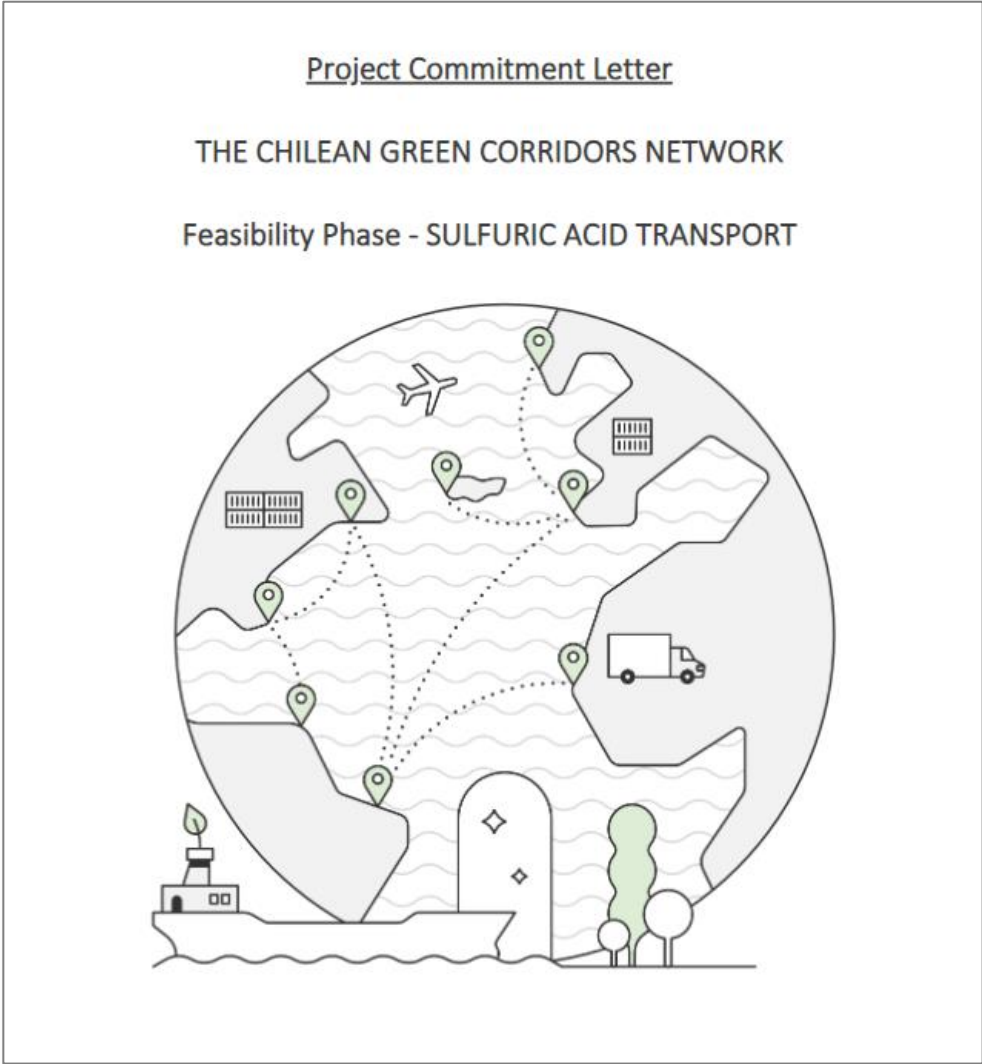 Project Commitment Letter
THE CHILEAN GREEN CORRIDORS NETWORK
Feasibility Phase - SULFURIC ACID TRANSPORT